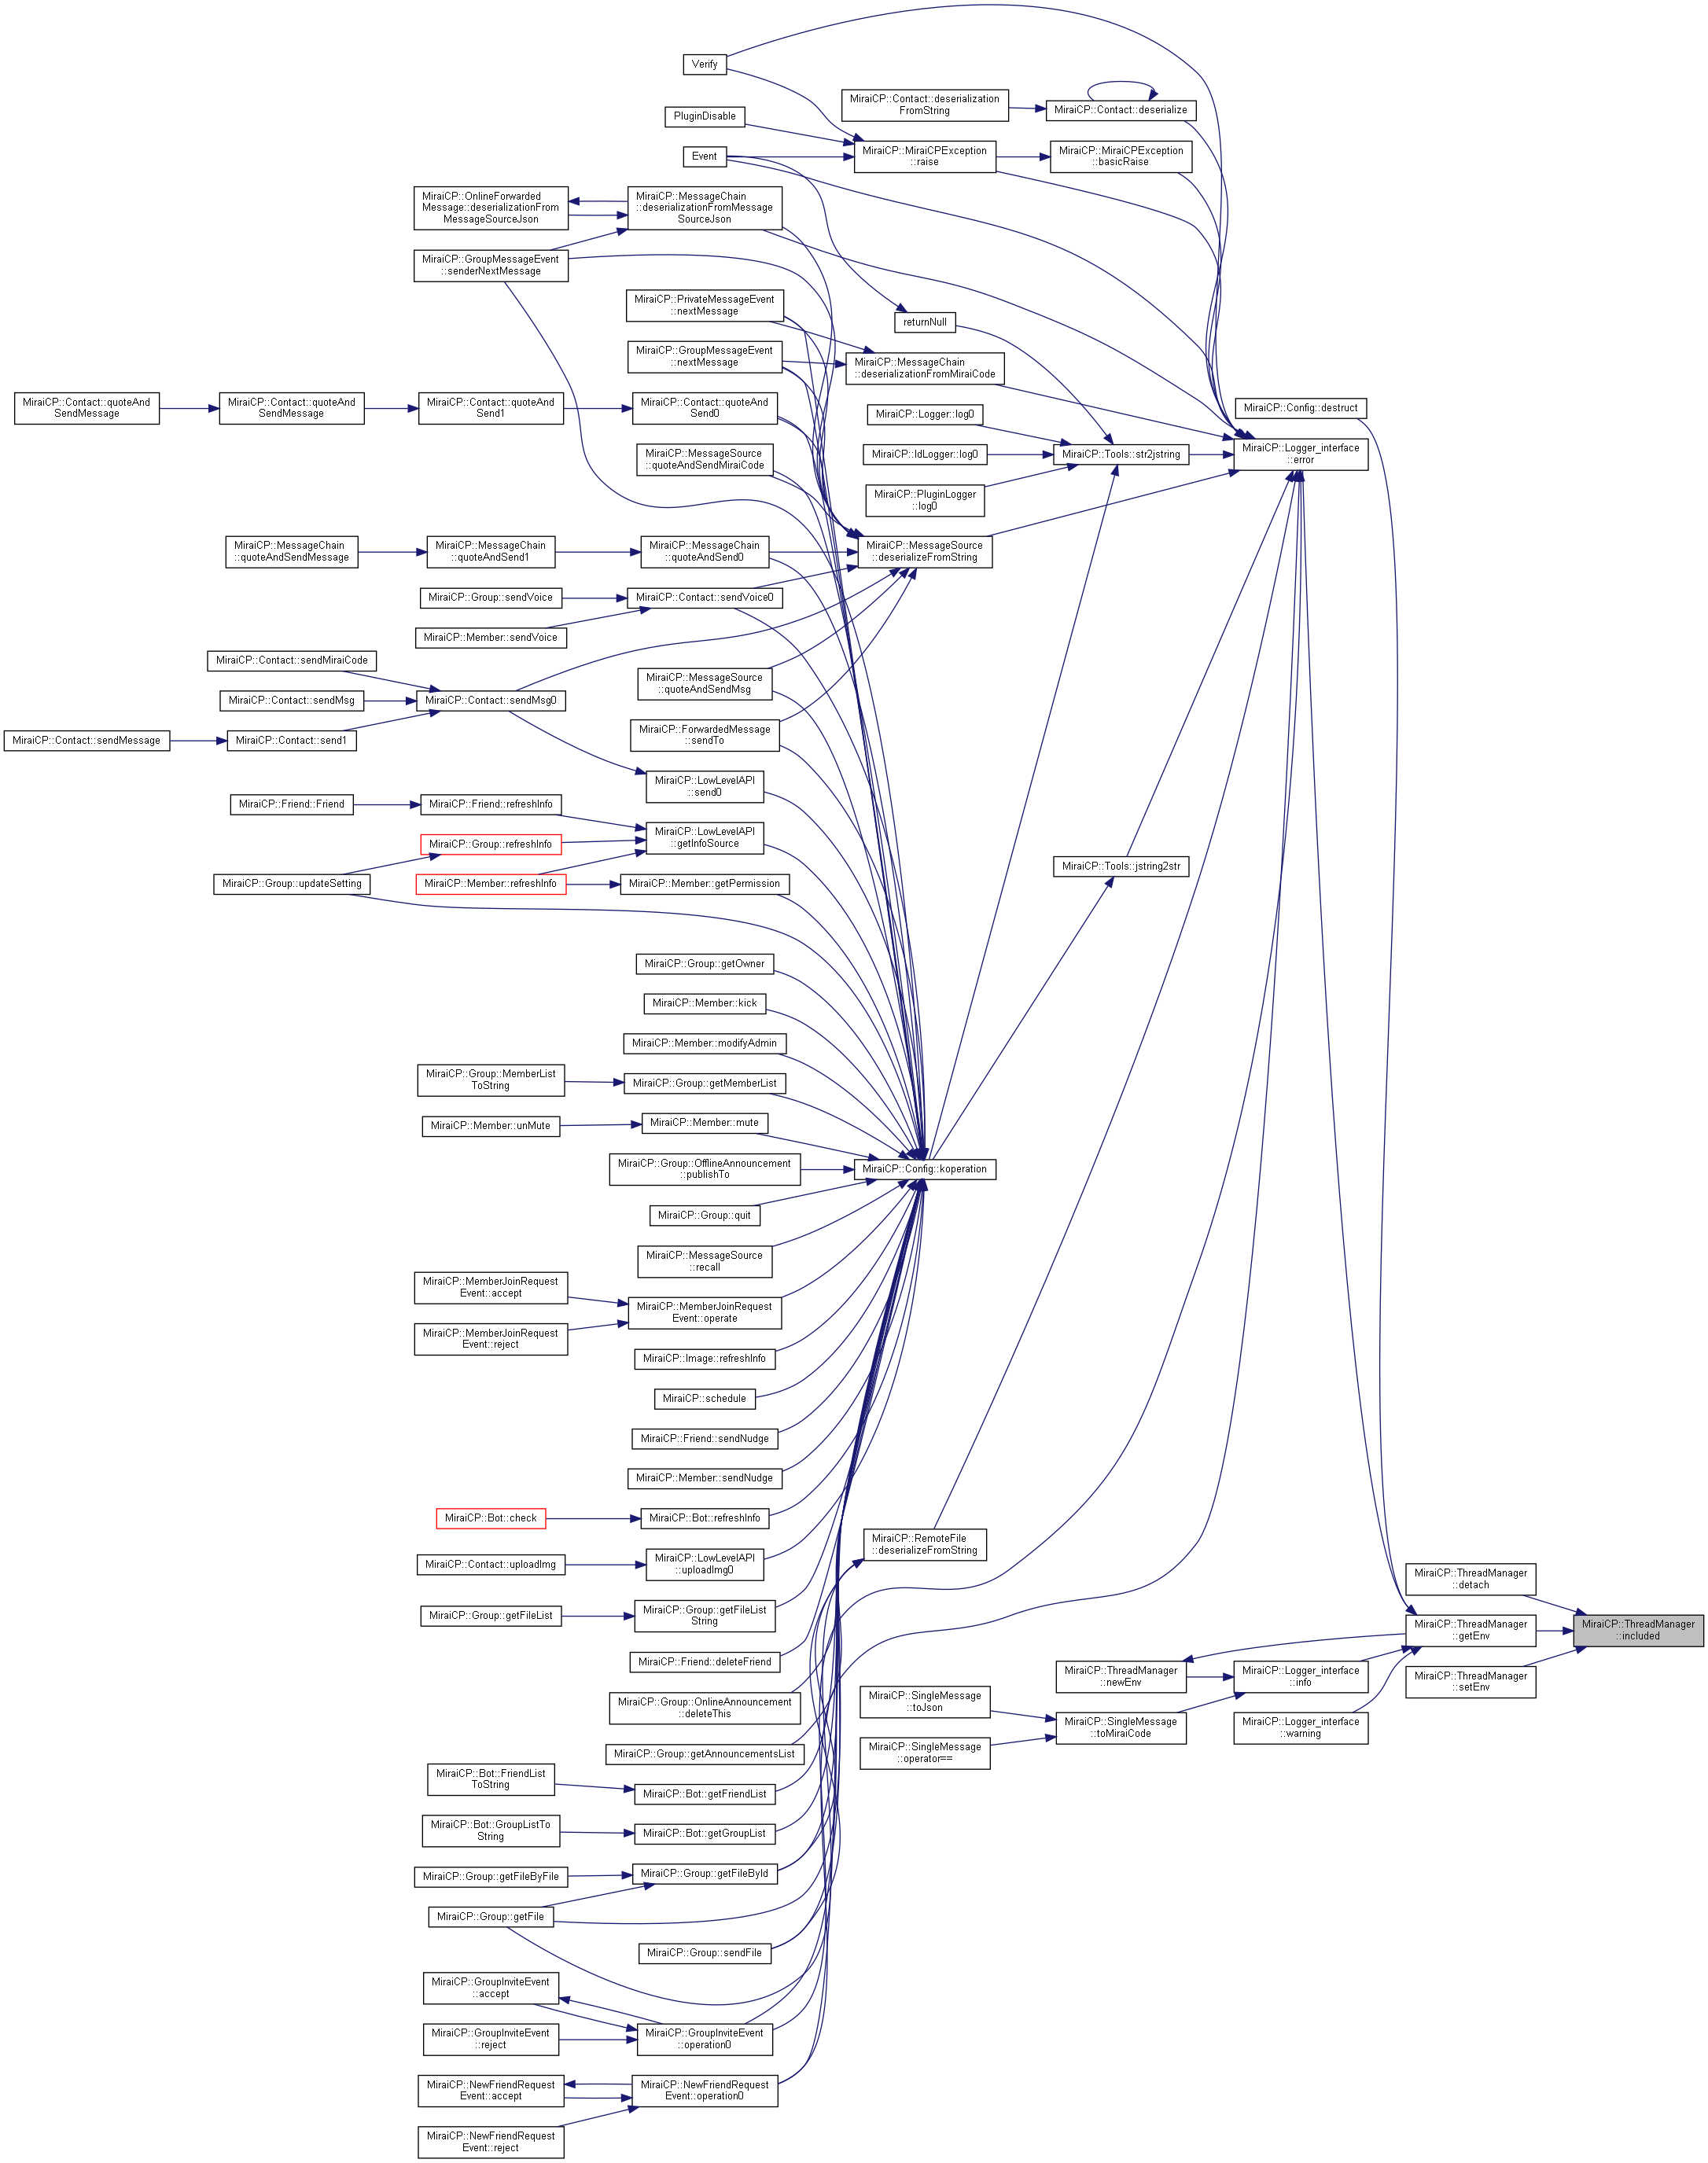 Verify
MiraiCP::Contact::deserialization
FromString
MiraiCP::Contact::deserialize
PluginDisable
Event
MiraiCP::MiraiCPException
::raise
MiraiCP::MiraiCPException
::basicRaise
MiraiCP::OnlineForwarded
Message::deserializationFrom
MessageSourceJson
MiraiCP::MessageChain
::deserializationFromMessage
SourceJson
MiraiCP::GroupMessageEvent
::senderNextMessage
MiraiCP::PrivateMessageEvent
::nextMessage
returnNull
MiraiCP::GroupMessageEvent
::nextMessage
MiraiCP::MessageChain
::deserializationFromMiraiCode
MiraiCP::Contact::quoteAnd
SendMessage
MiraiCP::Contact::quoteAnd
SendMessage
MiraiCP::Contact::quoteAnd
Send1
MiraiCP::Contact::quoteAnd
Send0
MiraiCP::Logger::log0
MiraiCP::Config::destruct
MiraiCP::MessageSource
::quoteAndSendMiraiCode
MiraiCP::IdLogger::log0
MiraiCP::Tools::str2jstring
MiraiCP::Logger_interface
::error
MiraiCP::PluginLogger
::log0
MiraiCP::MessageChain
::quoteAndSendMessage
MiraiCP::MessageChain
::quoteAndSend1
MiraiCP::MessageChain
::quoteAndSend0
MiraiCP::MessageSource
::deserializeFromString
MiraiCP::Group::sendVoice
MiraiCP::Contact::sendVoice0
MiraiCP::Member::sendVoice
MiraiCP::Contact::sendMiraiCode
MiraiCP::Contact::sendMsg
MiraiCP::Contact::sendMsg0
MiraiCP::MessageSource
::quoteAndSendMsg
MiraiCP::Contact::sendMessage
MiraiCP::Contact::send1
MiraiCP::ForwardedMessage
::sendTo
MiraiCP::LowLevelAPI
::send0
MiraiCP::Friend::Friend
MiraiCP::Friend::refreshInfo
MiraiCP::Group::refreshInfo
MiraiCP::LowLevelAPI
::getInfoSource
MiraiCP::Tools::jstring2str
MiraiCP::Group::updateSetting
MiraiCP::Member::refreshInfo
MiraiCP::Member::getPermission
MiraiCP::Group::getOwner
MiraiCP::Member::kick
MiraiCP::Member::modifyAdmin
MiraiCP::Group::MemberList
ToString
MiraiCP::Group::getMemberList
MiraiCP::Member::unMute
MiraiCP::Member::mute
MiraiCP::Group::OfflineAnnouncement
::publishTo
MiraiCP::Config::koperation
MiraiCP::Group::quit
MiraiCP::MessageSource
::recall
MiraiCP::MemberJoinRequest
Event::accept
MiraiCP::MemberJoinRequest
Event::reject
MiraiCP::MemberJoinRequest
Event::operate
MiraiCP::Image::refreshInfo
MiraiCP::schedule
MiraiCP::Friend::sendNudge
MiraiCP::Member::sendNudge
MiraiCP::Bot::check
MiraiCP::Bot::refreshInfo
MiraiCP::RemoteFile
::deserializeFromString
MiraiCP::Contact::uploadImg
MiraiCP::LowLevelAPI
::uploadImg0
MiraiCP::ThreadManager
::detach
MiraiCP::Group::getFileList
MiraiCP::Group::getFileList
String
MiraiCP::ThreadManager
::getEnv
MiraiCP::ThreadManager
::included
MiraiCP::Friend::deleteFriend
MiraiCP::ThreadManager
::newEnv
MiraiCP::Logger_interface
::info
MiraiCP::ThreadManager
::setEnv
MiraiCP::Group::OnlineAnnouncement
::deleteThis
MiraiCP::SingleMessage
::toJson
MiraiCP::SingleMessage
::toMiraiCode
MiraiCP::Logger_interface
::warning
MiraiCP::Group::getAnnouncementsList
MiraiCP::SingleMessage
::operator==
MiraiCP::Bot::FriendList
ToString
MiraiCP::Bot::getFriendList
MiraiCP::Bot::GroupListTo
String
MiraiCP::Bot::getGroupList
MiraiCP::Group::getFileByFile
MiraiCP::Group::getFileById
MiraiCP::Group::getFile
MiraiCP::Group::sendFile
MiraiCP::GroupInviteEvent
::accept
MiraiCP::GroupInviteEvent
::reject
MiraiCP::GroupInviteEvent
::operation0
MiraiCP::NewFriendRequest
Event::accept
MiraiCP::NewFriendRequest
Event::operation0
MiraiCP::NewFriendRequest
Event::reject